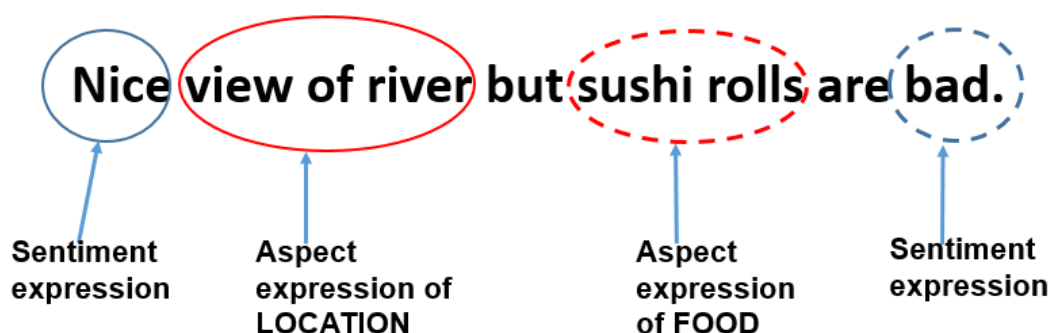 Nice view of river but sushi rolls are bad.
Sentiment
expression
Aspect
expression of
LOCATION
Aspect
expression
of FOOD
Sentiment
expression